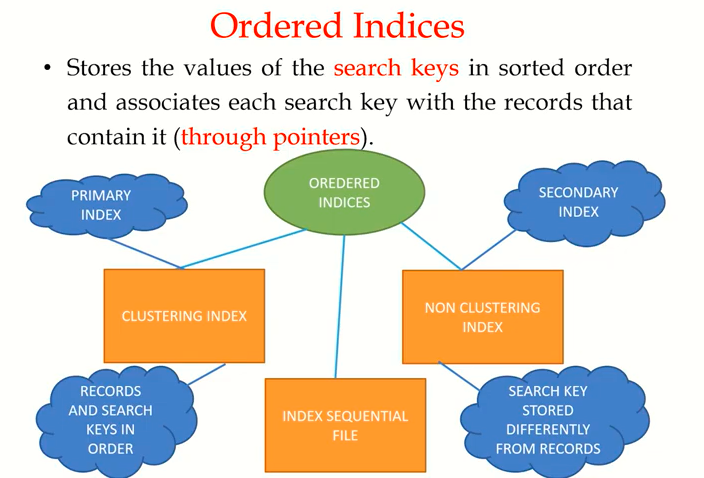 Ordered Indices
• Stores the values of the search keys in sorted order
and associates each search key with the records that
contain it (through pointers).
OREDERED
INDICES
PRIMARY
INDEX
SECONDARY
INDEX
CLUSTERING INDEX
NON CLUSTERING
INDEX
RECORDS
AND SEARCH
KEYS IN
ORDER
INDEX SEQUENTIAL
FILE
SEARCH KEY
STORED
DIFFERENTLY
FROM RECORDS